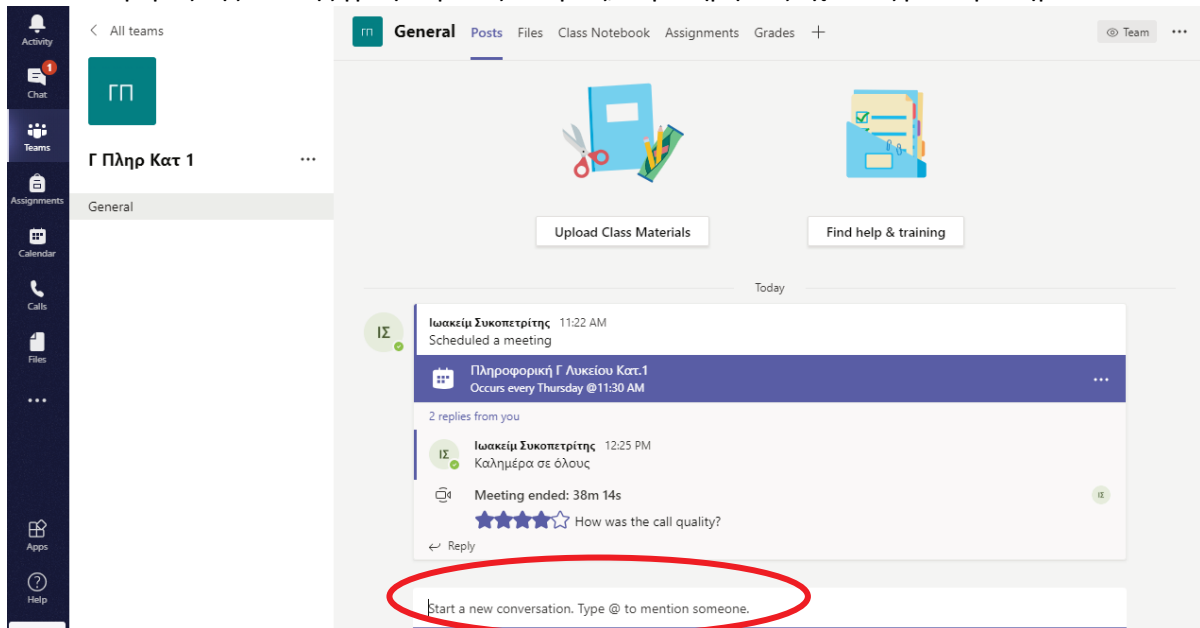 Activity
Chat
1
Teams
Assignments
Calendar
Calls
Files
Apps
Help
All teams
ΓΠ
Γ Πληρ Κατ 1
General
ΓΠ General Posts Files Class Notebook Assignments Grades
Team
Upload Class Materials
Find help & training
Today
ΙΣ
Ιωακείμ Συκοπετρίτης 11:22 AM
Scheduled a meeting
Πληροφορική Γ Λυκείου Κατ.1
Occurs every Thursday @11:30 AM
2 replies from you
ΙΣ
Ιωακείμ Συκοπετρίτης 12:25 PM
Καλημέρα σε όλους
Meeting ended: 38m 14s
ΙΣ
How was the call quality?
Reply
Start a new conversation. Type @ to mention someone.